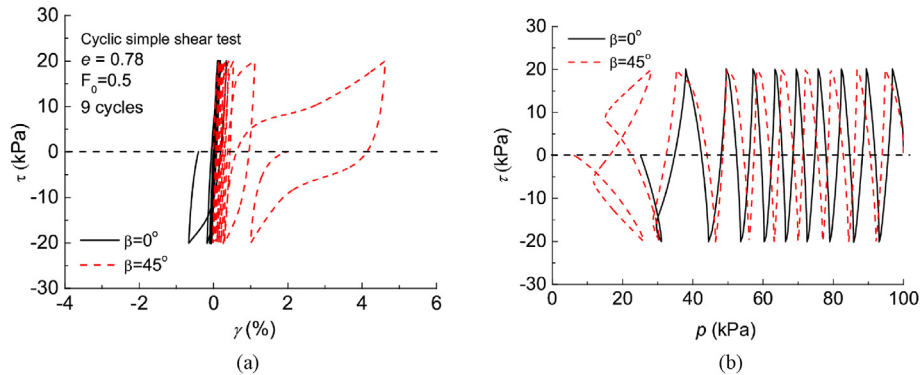 Cyclic simple shear test
e = 0.78
F0=0.5
9 cycles
β=0°
β=45°
τ (kPa)
30
20
10
0
-10
-20
-30
-4
-2
0
2
4
6
γ (%)
(a)
β=0°
β=45°
τ (kPa)
30
20
10
0
-10
-20
-30
0
20
40
60
80
100
p (kPa)
(b)